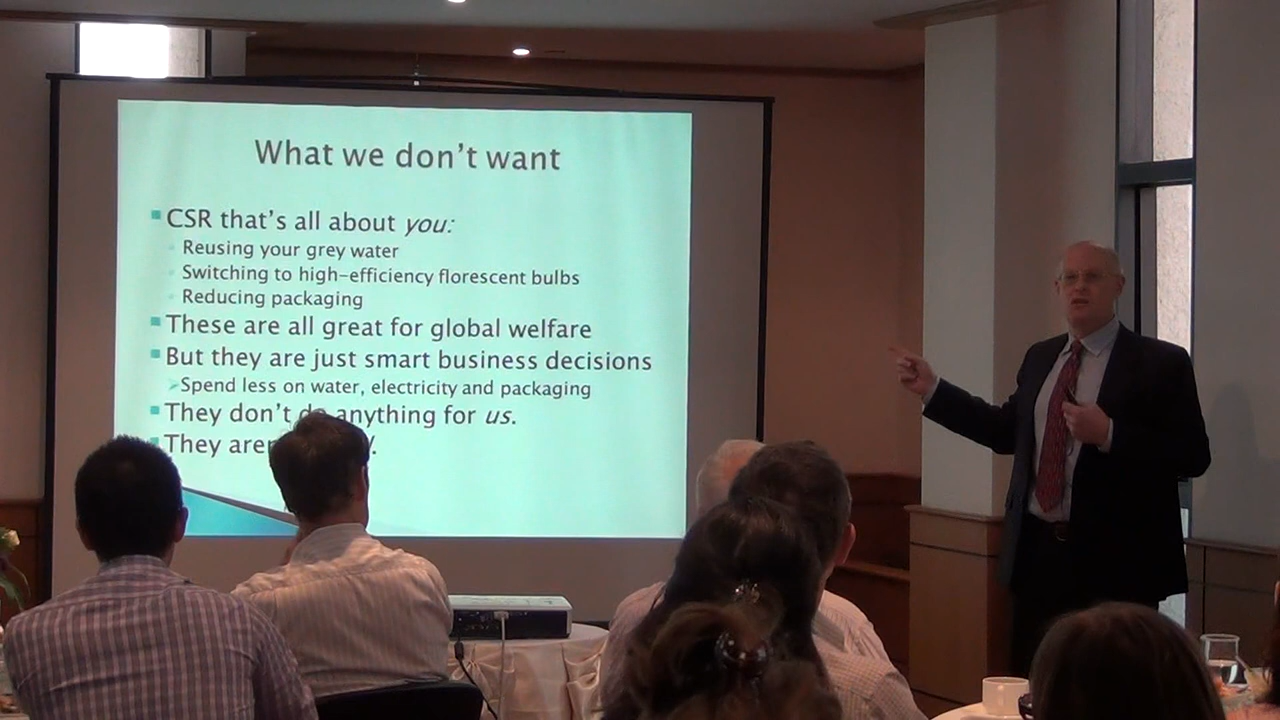 What we don't want
CSR that's all about you:
Reusing your grey water
Switching to high-efficiency florescent bulbs
Reducing packaging
These are all great for global welfare
But they are just smart business decisions
Spend less on water, electricity and packaging
They don't do anything for us.
They